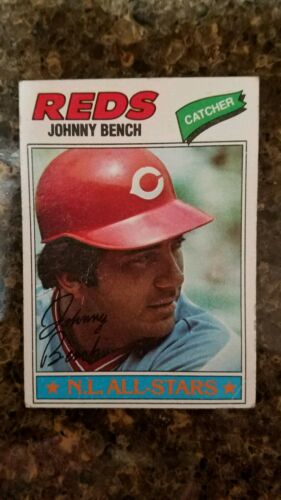 REDS
JOHNNY BENCH
CATCHER
C
Johnny
Bench
★ N.L. ALL-STARS ★